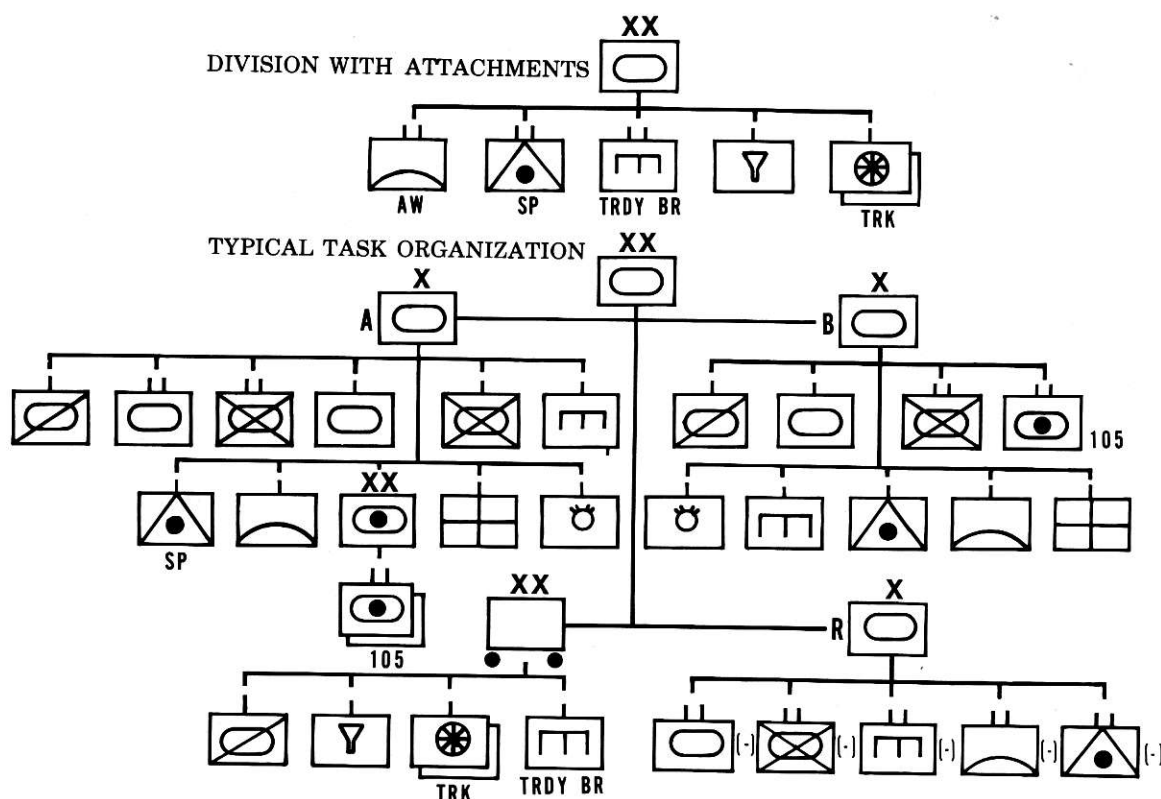 XX
DIVISION WITH ATTACHMENTS
AW SP TRDY BR TRK
TYPICAL TASK ORGANIZATION XX
X X
A B
105
XX
SP
XX X
R
105
(-) (-) (-) (-) (-)
TRK TRDY BR